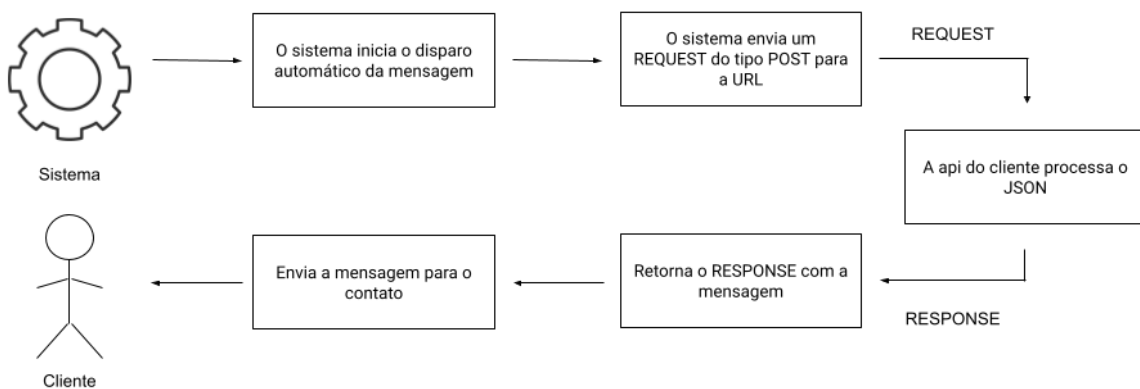 O sistema inicia o disparo
automático da mensagem
O sistema envia um
REQUEST do tipo POST para
a URL
REQUEST
Sistema
A api do cliente processa o
JSON
Envia a mensagem para o
contato
Retorna o RESPONSE com a
mensagem
RESPONSE
Cliente